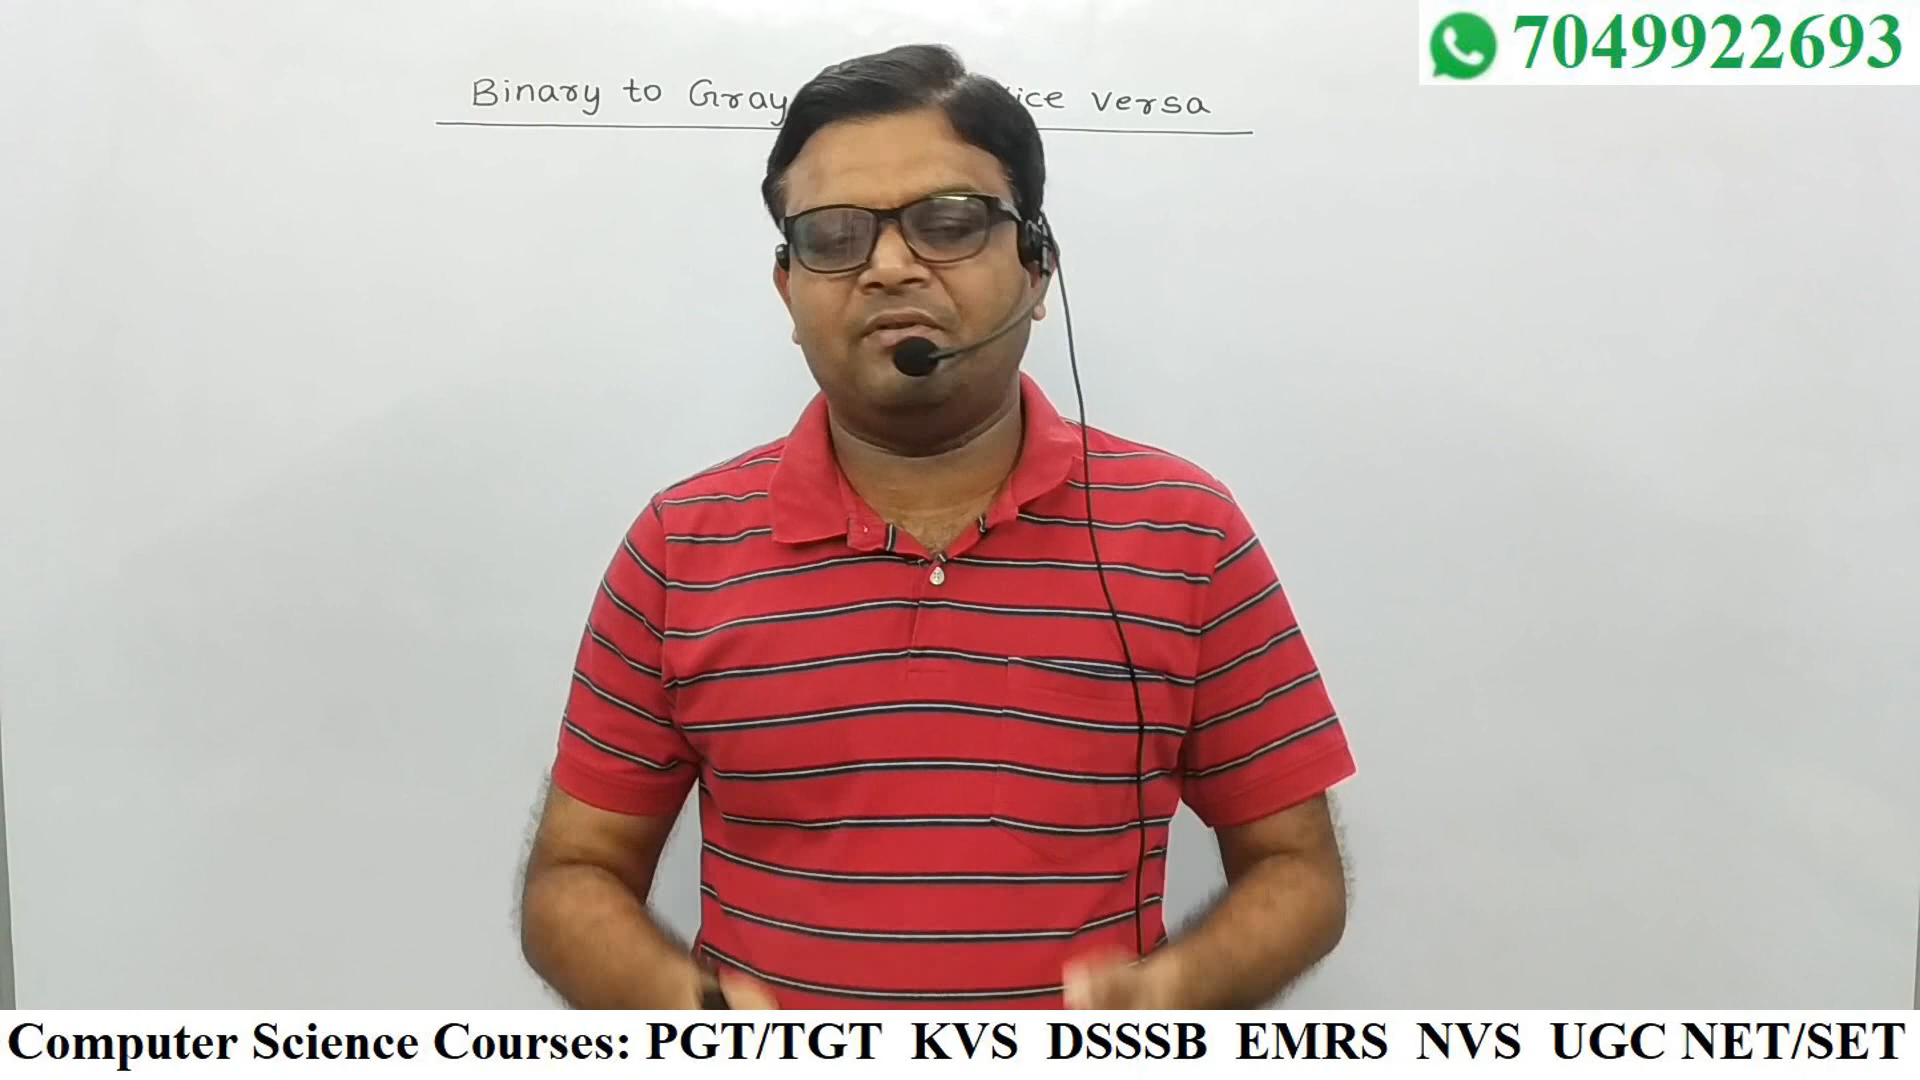 7049922693
Binary to Gray ice versa
Computer Science Courses: PGT/TGT KVS DSSSB EMRS NVS UGC NET/SET